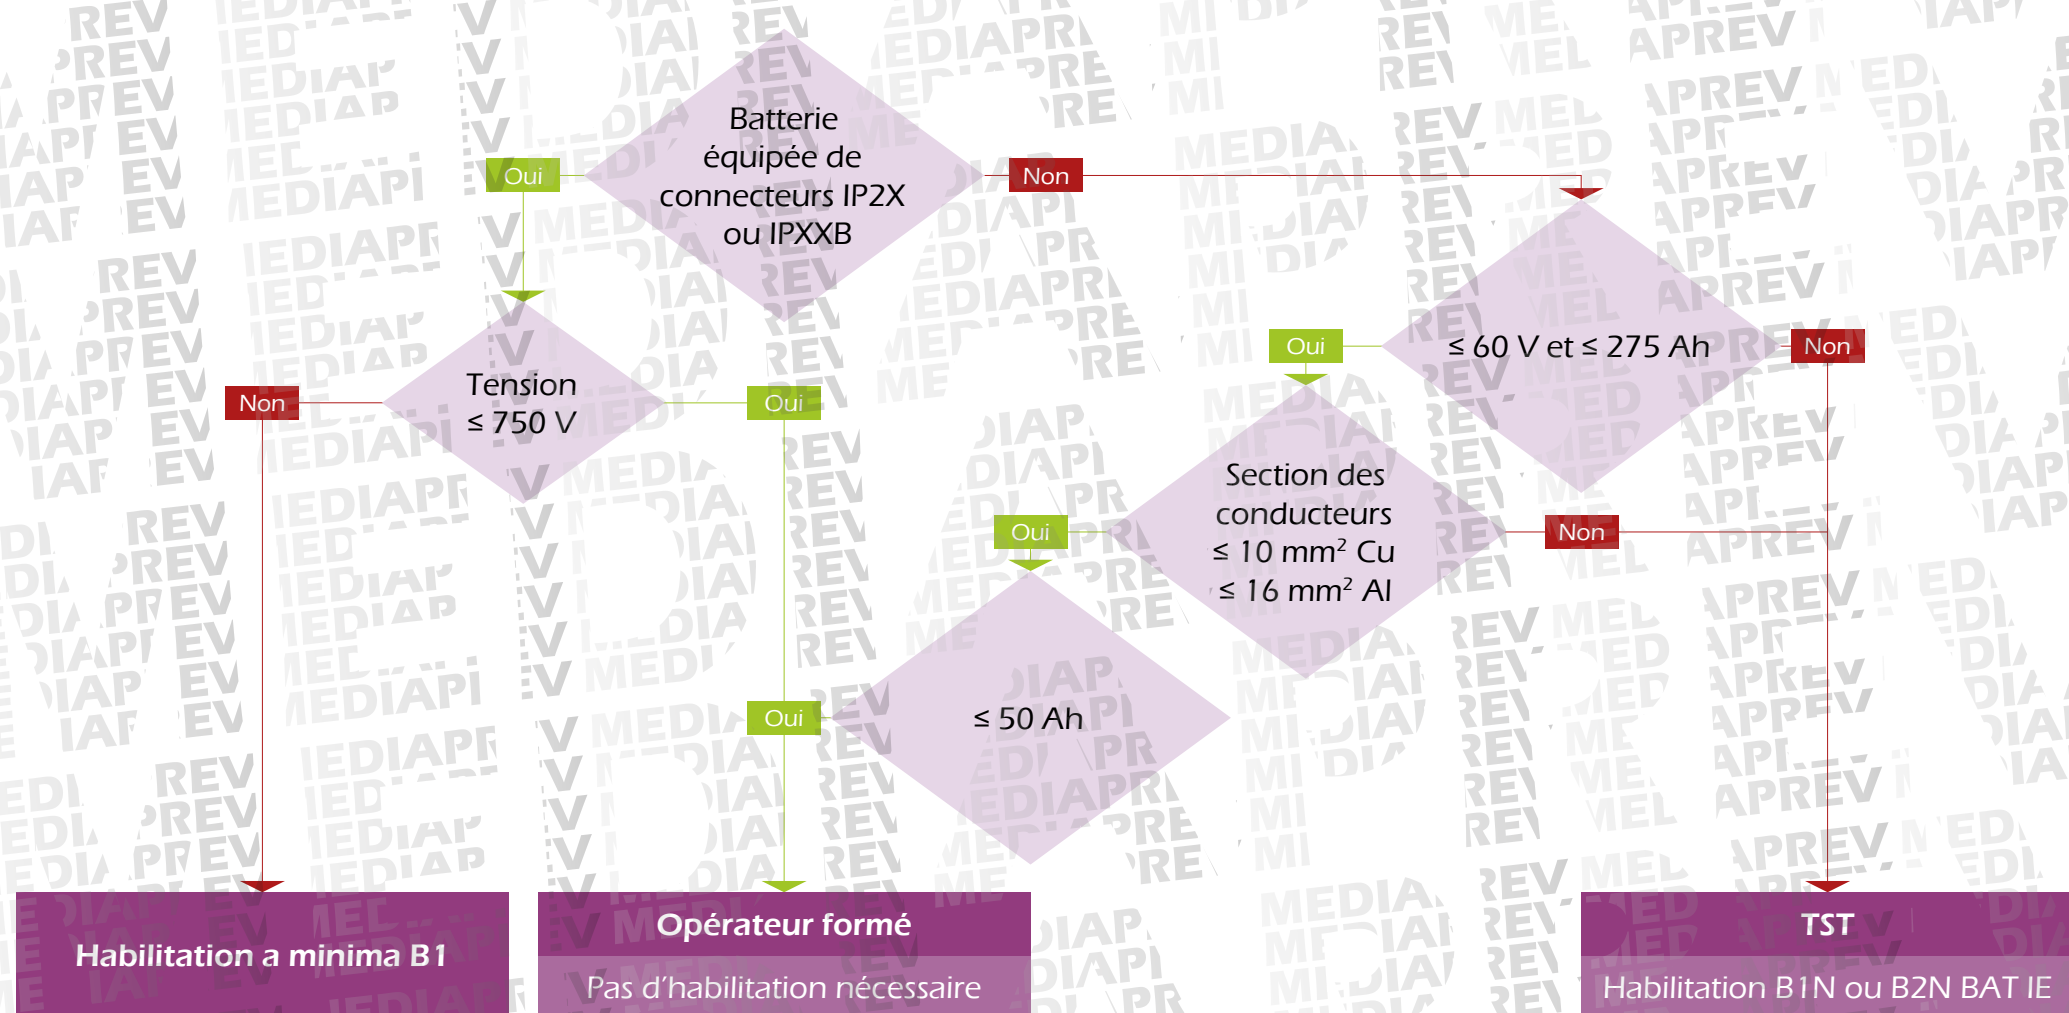 Batterie
équipée de
connecteurs IP2X
ou IPXXB
Oui
Non
Tension
≤ 750 V
Non
Oui
≤ 60 V et ≤ 275 Ah
Oui
Non
Section des
conducteurs
≤ 10 mm² Cu
≤ 16 mm² Al
Oui
Non
≤ 50 Ah
Oui
Habilitation a minima B1
Opérateur formé
Pas d'habilitation nécessaire
TST
Habilitation B1N ou B2N BAT IE